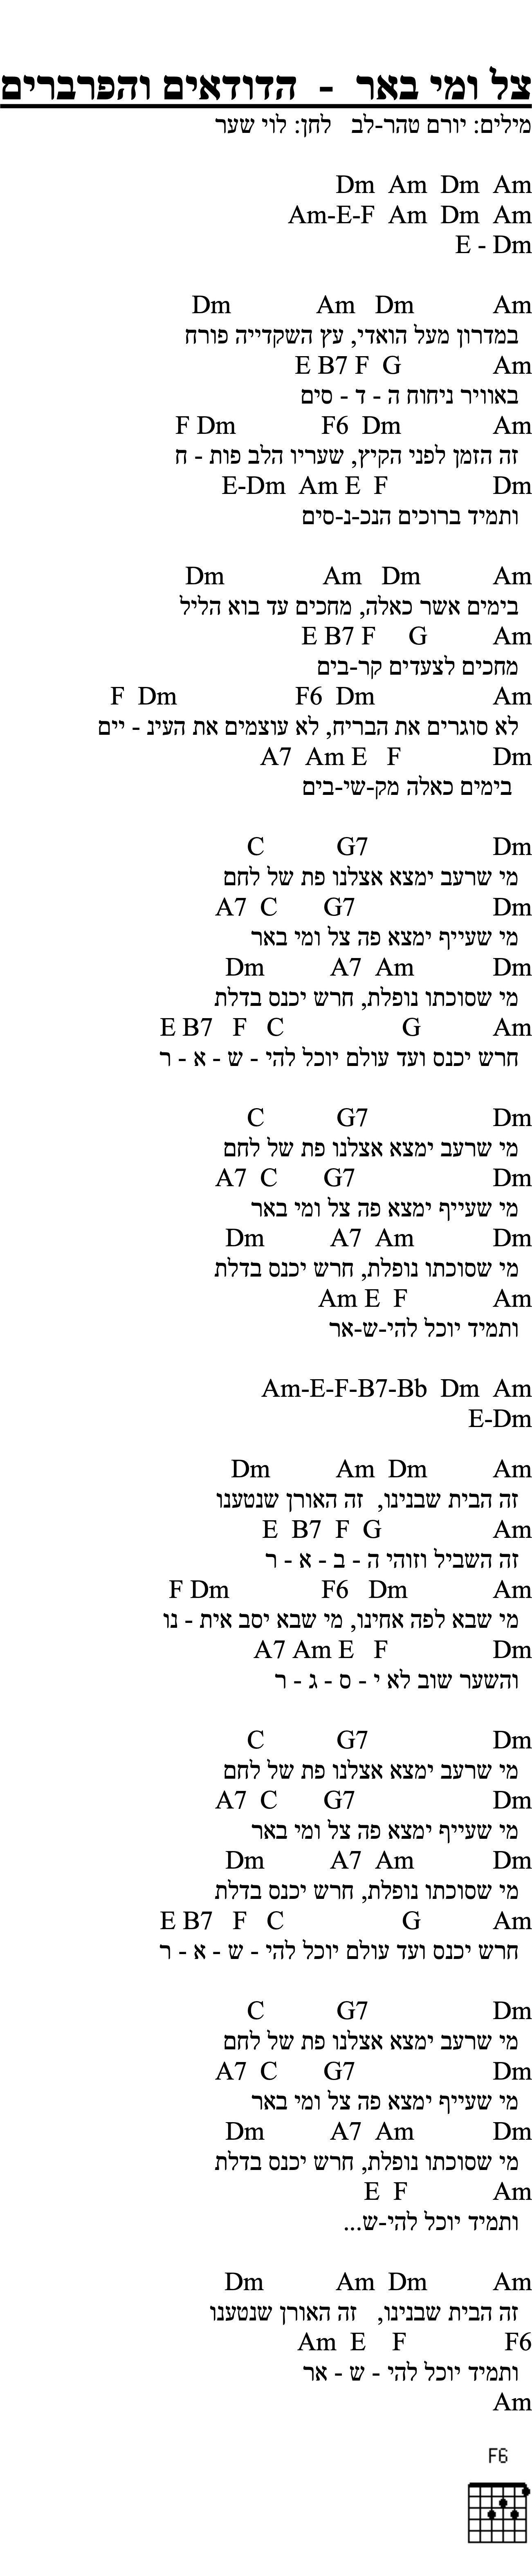 צל ומי באר - הדודאים והפרברים
מילים: יורם טהר-לב לחן: לוי שער
Dm Am Dm Am
Am-E-F Am Dm Am
E - Dm
Dm Am Dm Am
במדרון מעל הואדי, עץ השקדייה פורח
E B7 F G Am
באוויר ניחוח ה - ד - סים
F Dm F6 Dm Am
זה הזמן לפני הקיץ, שעריו הלב פות - ח
E-Dm Am E F Dm
ותמיד ברוכים הנכ-נ-סים
Dm Am Dm Am
בימים אשר כאלה, מחכים עד בוא הליל
E B7 F G Am
מחכים לצעדים קר-בים
F Dm F6 Dm Am
לא סוגרים את הבריח, לא עוצמים את העינ - יים
A7 Am E F Dm
בימים כאלה מק-שי-בים
C G7 Dm
מי שרעב ימצא אצלנו פת של לחם
A7 C G7 Dm
מי שעייף ימצא פה צל ומי באר
Dm A7 Am Dm
מי שסוכתו נופלת, חרש יכנס בדלת
E B7 F C G Am
חרש יכנס ועד עולם יוכל להי - ש - א - ר
C G7 Dm
מי שרעב ימצא אצלנו פת של לחם
A7 C G7 Dm
מי שעייף ימצא פה צל ומי באר
Dm A7 Am Dm
מי שסוכתו נופלת, חרש יכנס בדלת
Am E F Am
ותמיד יוכל להי-ש-אר
Am-E-F-B7-Bb Dm Am
E-Dm
Dm Am Dm Am
זה הבית שבנינו, זה האורן שנטענו
E B7 F G Am
זה השביל וזוהי ה - ב - א - ר
F Dm F6 Dm Am
מי שבא לפה אחינו, מי שבא יסב אית - נו
A7 Am E F Dm
והשער שוב לא י - ס - ג - ר
C G7 Dm
מי שרעב ימצא אצלנו פת של לחם
A7 C G7 Dm
מי שעייף ימצא פה צל ומי באר
Dm A7 Am Dm
מי שסוכתו נופלת, חרש יכנס בדלת
E B7 F C G Am
חרש יכנס ועד עולם יוכל להי - ש - א - ר
C G7 Dm
מי שרעב ימצא אצלנו פת של לחם
A7 C G7 Dm
מי שעייף ימצא פה צל ומי באר
Dm A7 Am Dm
מי שסוכתו נופלת, חרש יכנס בדלת
E F Am
ותמיד יוכל להי-ש...
Dm Am Dm Am
זה הבית שבנינו, זה האורן שנטענו
Am E F F6
ותמיד יוכל להי - ש - אר
Am
F6